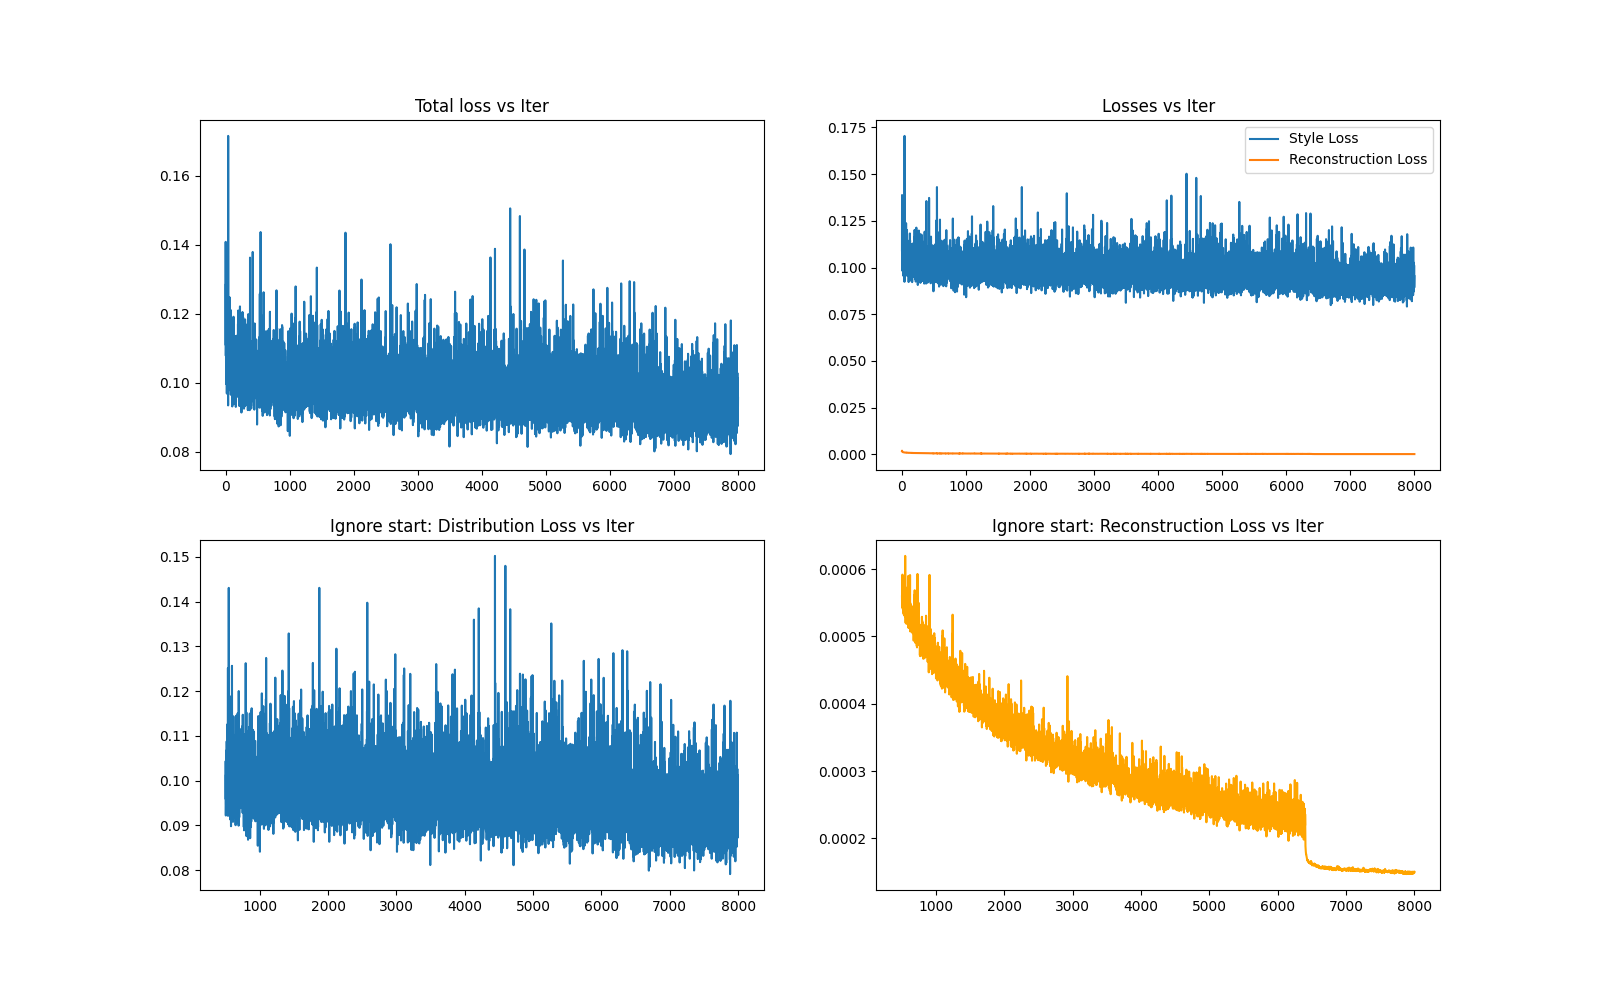 Total loss vs Iter
0.16
0.14
0.12
0.10
0.08
0 1000 2000 3000 4000 5000 6000 7000 8000
Losses vs Iter
0.175
0.150
0.125
0.100
0.075
0.050
0.025
0.000
Style Loss
Reconstruction Loss
0 1000 2000 3000 4000 5000 6000 7000 8000
Ignore start: Distribution Loss vs Iter
0.15
0.14
0.13
0.12
0.11
0.10
0.09
0.08
1000 2000 3000 4000 5000 6000 7000 8000
Ignore start: Reconstruction Loss vs Iter
0.0006
0.0005
0.0004
0.0003
0.0002
1000 2000 3000 4000 5000 6000 7000 8000